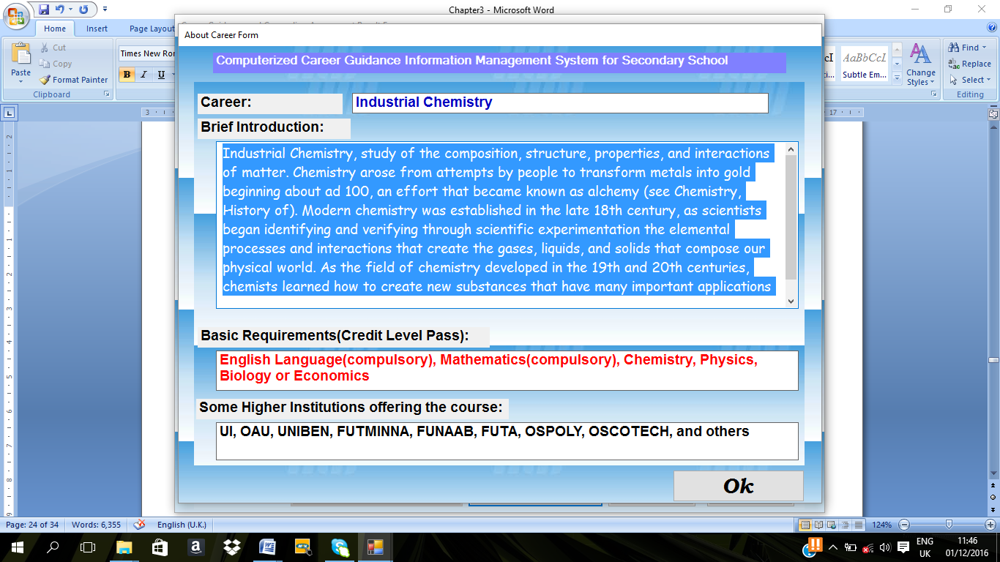 Chapter3 - Microsoft Word
Home Insert Page Layout
Cut
Copy
Format Painter
Paste
Clipboard
Times New Ro
B I U
About Career Form
AaBbCcI
Subtle Em...
Change
Styles
Find
Replace
Select
Editing
Computerized Career Guidance Information Management System for Secondary School
Career:
Industrial Chemistry
Brief Introduction:
Industrial Chemistry, study of the composition, structure, properties, and interactions
of matter. Chemistry arose from attempts by people to transform metals into gold
beginning about ad 100, an effort that became known as alchemy (see Chemistry,
History of). Modern chemistry was established in the late 18th century, as scientists
began identifying and verifying through scientific experimentation the elemental
processes and interactions that create the gases, liquids, and solids that compose our
physical world. As the field of chemistry developed in the 19th and 20th centuries,
chemists learned how to create new substances that have many important applications
Basic Requirements(Credit Level Pass):
English Language(compulsory), Mathematics(compulsory), Chemistry, Physics,
Biology or Economics
Some Higher Institutions offering the course:
UI, OAU, UNIBEN, FUTMINNA, FUNAAB, FUTA, OSPOLY, OSCOTECH, and others
Ok
Page: 24 of 34 Words: 6,355 English (U.K.) 124%
ENG
UK
11:46
01/12/2016